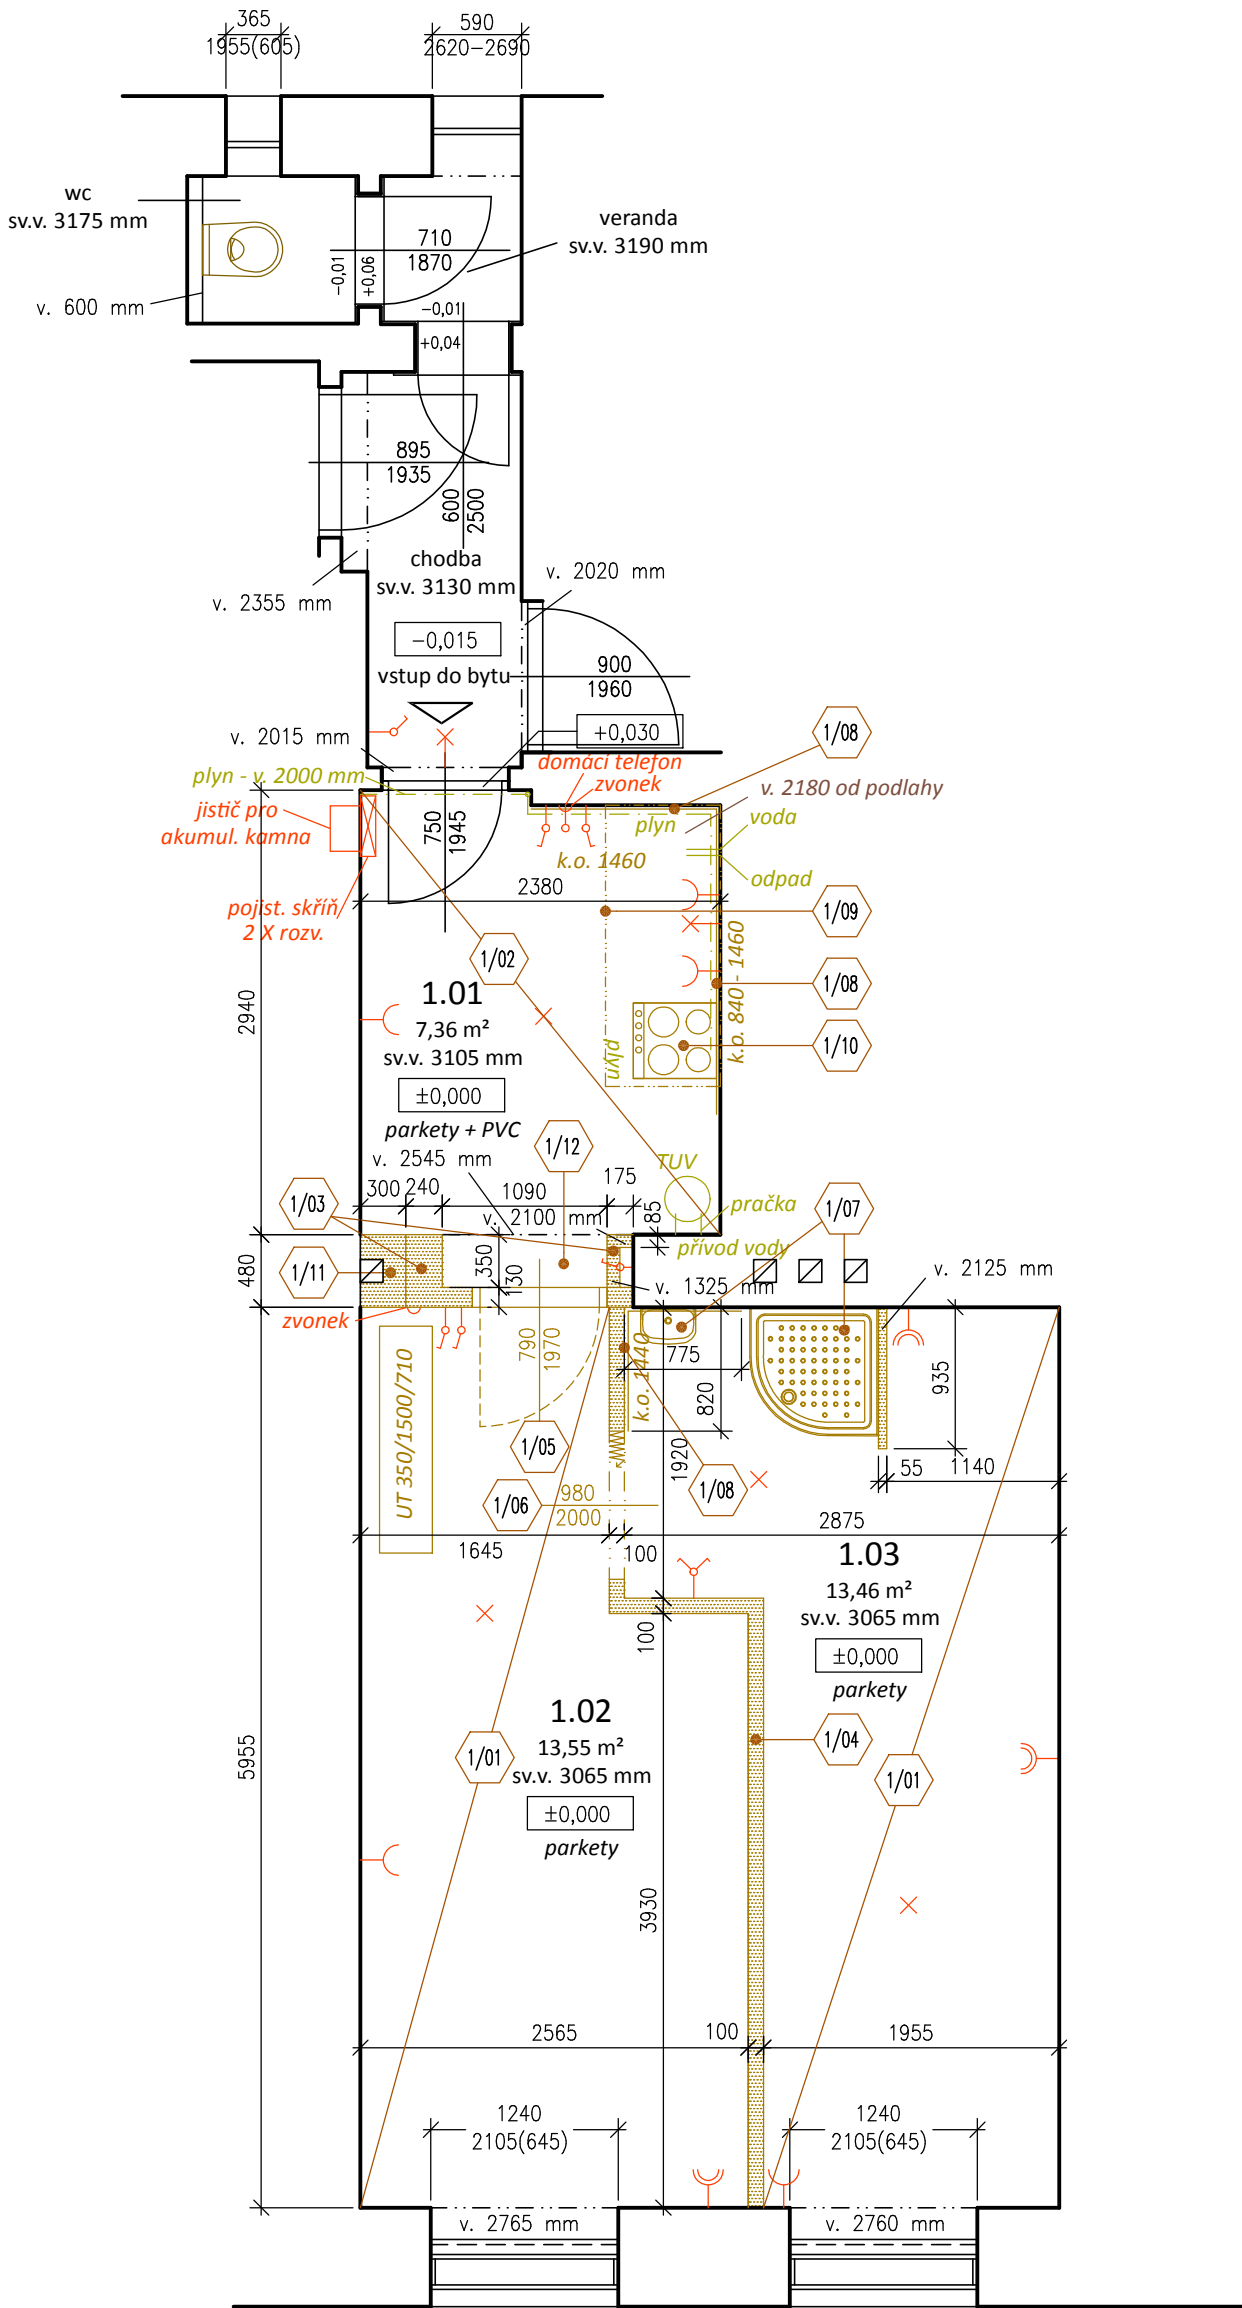 365
1955(605)
590
2620-2690
wc
sv.v. 3175 mm
v. 600 mm
-0,01
+0,06
710
1870
veranda
sv.v. 3190 mm
-0,01
+0,04
895
1935
600
2500
chodba
sv.v. 3130 mm
v. 2020 mm
v. 2355 mm
-0,015
vstup do bytu
900
1960
+0,030
v. 2015 mm
plyn - v. 2000 mm
domácí telefon
zvonek
1/08
v. 2180 od podlahy
jistič pro
akumul. kamna
750
1945
plyn
voda
k.o. 1460
odpad
2380
pojist. skříň
2 X rozv.
1/09
1/02
k.o. 840 - 1460
1/08
2940
1.01
7,36 m²
sv.v. 3105 mm
±0,000
parkety + PVC
plyn
1/10
v. 2545 mm
1/12
TUV
300
240
1090
175
1/03
v. 2100 mm
85
pračka
1/07
přívod vody
480
1/11
350
130
v. 1325 mm
v. 2125 mm
zvonek
790
1970
k.o. 1440
775
820
935
UT 350/1500/710
1/05
1920
1/08
55
1140
1/06
980
2000
1645
100
2875
1.03
13,46 m²
sv.v. 3065 mm
±0,000
parkety
100
1.02
13,55 m²
sv.v. 3065 mm
±0,000
parkety
1/01
1/04
1/01
5955
3930
2565
100
1955
1240
2105(645)
1240
2105(645)
v. 2765 mm
v. 2760 mm